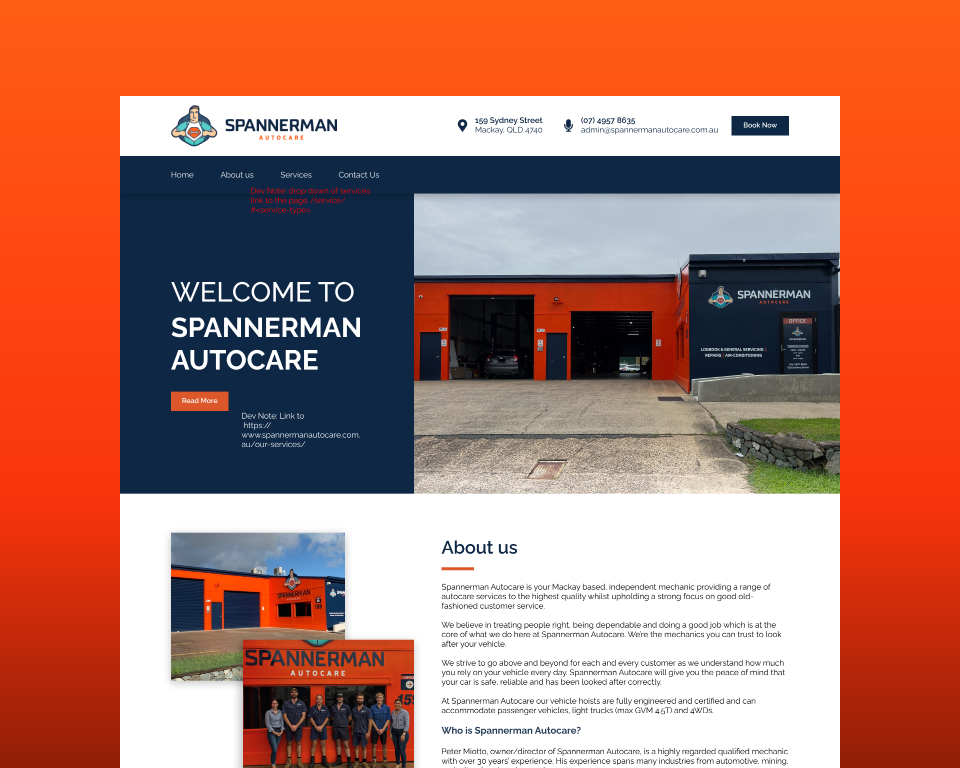 SPANNERMAN
AUTOCARE
159 Sydney Street
Mackay, QLD 4740
(07) 4957 8635
admin@spannermanautocare.com.au
Book Now
Home
About us
Services
Contact Us
Dev Note: drop down of services
link to the page /service/
#<service-type>
WELCOME TO
SPANNERMAN
AUTOCARE
Read More
Dev Note: Link to
https://
www.spannermanautocare.com.
au/our-services/
SPANNERMAN
AUTOCARE
OFFICE
LOGBOOK & GENERAL SERVICING |
REPAIRS | AIR-CONDITIONING
SPANNERMAN
SPANNERMAN
AUTOCARE
159
About us
Spannerman Autocare is your Mackay based, independent mechanic providing a range of
autocare services to the highest quality whilst upholding a strong focus on good old-
fashioned customer service.
We believe in treating people right, being dependable and doing a good job which is at the
core of what we do here at Spannerman Autocare. We're the mechanics you can trust to look
after your vehicle.
We strive to go above and beyond for each and every customer as we understand how much
you rely on your vehicle every day. Spannerman Autocare will give you the peace of mind that
your car is safe, reliable and has been looked after correctly.
At Spannerman Autocare our vehicle hoists are fully engineered and certified and can
accommodate passenger vehicles, light trucks (max GVM 4.5T) and 4WDs.
Who is Spannerman Autocare?
Peter Miotto, owner/director of Spannerman Autocare, is a highly regarded qualified mechanic
with over 30 years' experience. His experience spans many industries from automotive, mining,